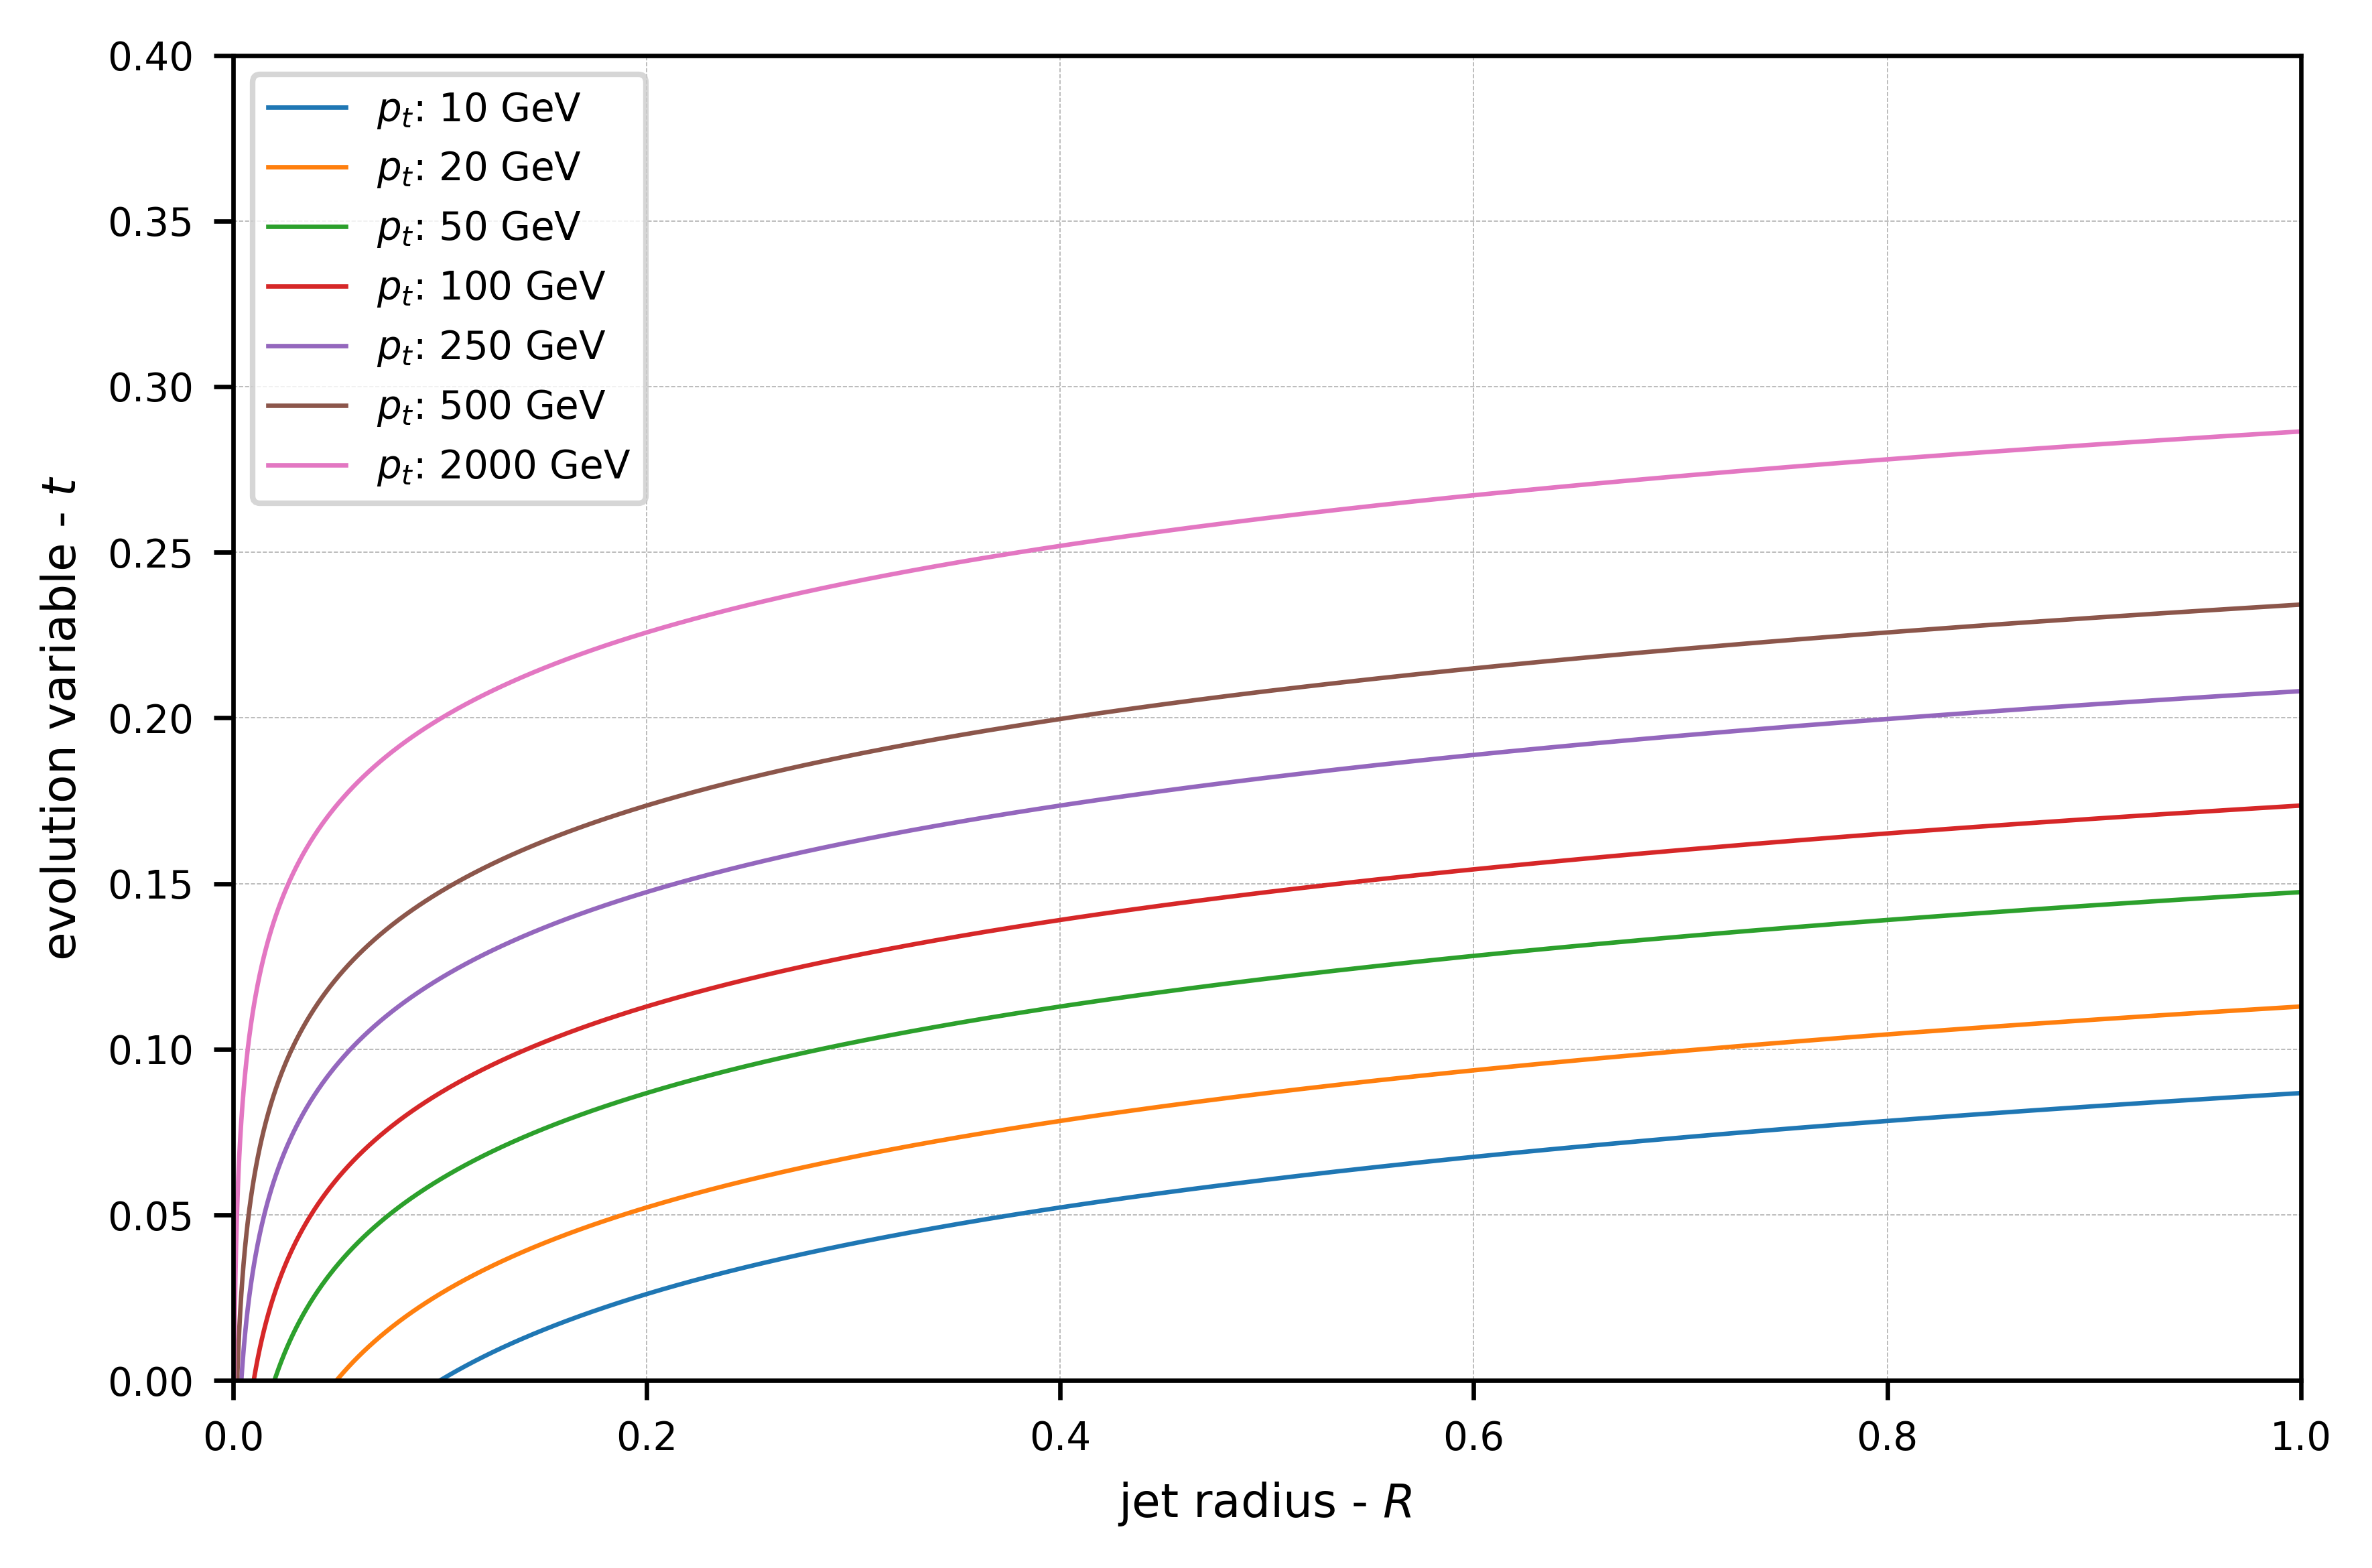 evolution variable - t
0.40
0.35
0.30
0.25
0.20
0.15
0.10
0.05
0.00
p_t: 10 GeV
p_t: 20 GeV
p_t: 50 GeV
p_t: 100 GeV
p_t: 250 GeV
p_t: 500 GeV
p_t: 2000 GeV
0.0 0.2 0.4 0.6 0.8 1.0
jet radius - R